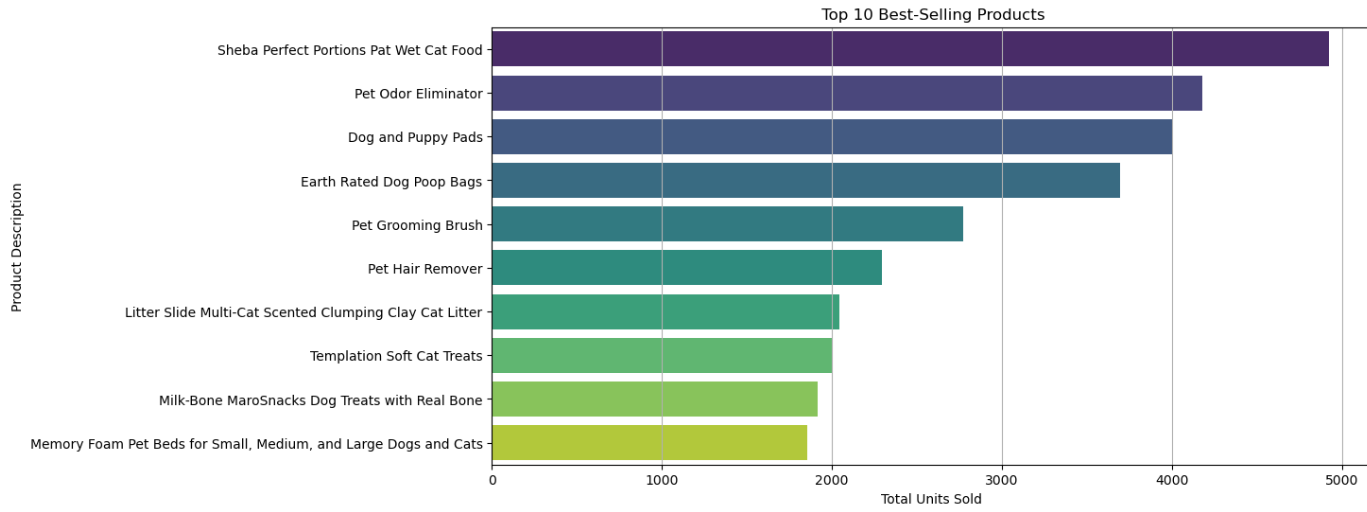 Top 10 Best-Selling Products
Product Description
Sheba Perfect Portions Pat Wet Cat Food
Pet Odor Eliminator
Dog and Puppy Pads
Earth Rated Dog Poop Bags
Pet Grooming Brush
Pet Hair Remover
Litter Slide Multi-Cat Scented Clumping Clay Cat Litter
Templation Soft Cat Treats
Milk-Bone MaroSnacks Dog Treats with Real Bone
Memory Foam Pet Beds for Small, Medium, and Large Dogs and Cats
0 1000 2000 3000 4000 5000
Total Units Sold